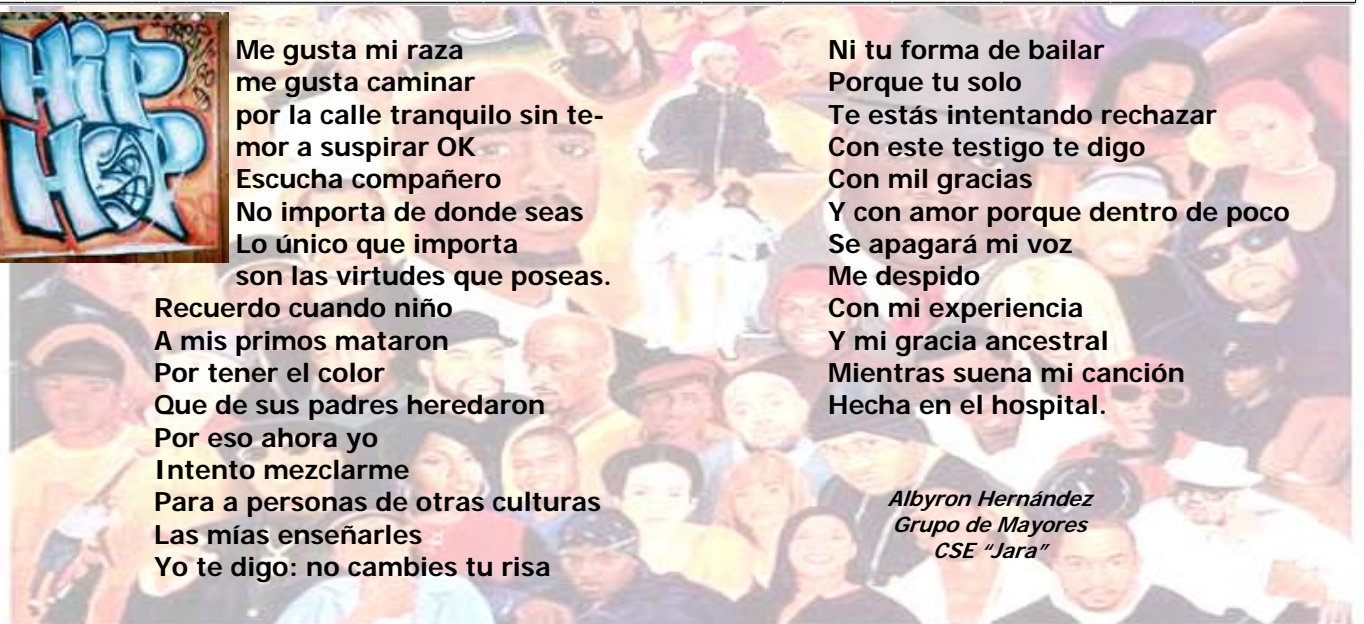 HIP
HOP
Me gusta mi raza
me gusta caminar
por la calle tranquilo sin te-
mor a suspirar OK
Escucha compañero
No importa de donde seas
Lo único que importa
son las virtudes que poseas.
Recuerdo cuando niño
A mis primos mataron
Por tener el color
Que de sus padres heredaron
Por eso ahora yo
Intento mezclarme
Para a personas de otras culturas
Las mías enseñarles
Yo te digo: no cambies tu risa
Ni tu forma de bailar
Porque tu solo
Te estás intentando rechazar
Con este testigo te digo
Con mil gracias
Y con amor porque dentro de poco
Se apagará mi voz
Me despido
Con mi experiencia
Y mi gracia ancestral
Mientras suena mi canción
Hecha en el hospital.
Albyron Hernández
Grupo de Mayores
CSE “Jara”